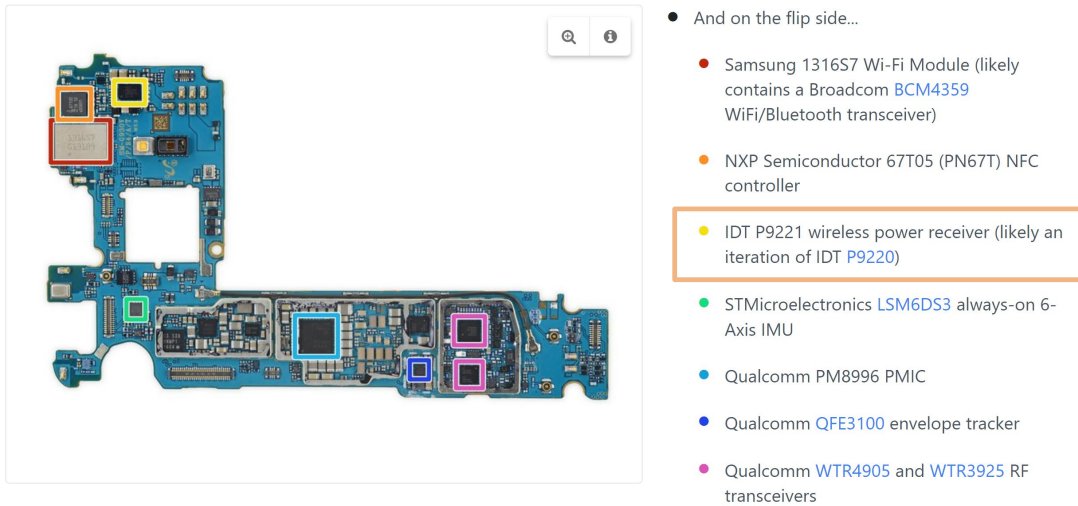 And on the flip side...
Samsung 1316S7 Wi-Fi Module (likely
contains a Broadcom BCM4359
WiFi/Bluetooth transceiver)
NXP Semiconductor 67T05 (PN67T) NFC
controller
IDT P9221 wireless power receiver (likely an
iteration of IDT P9220)
STMicroelectronics LSM6DS3 always-on 6-
Axis IMU
Qualcomm PM8996 PMIC
Qualcomm QFE3100 envelope tracker
Qualcomm WTR4905 and WTR3925 RF
transceivers
1316S7